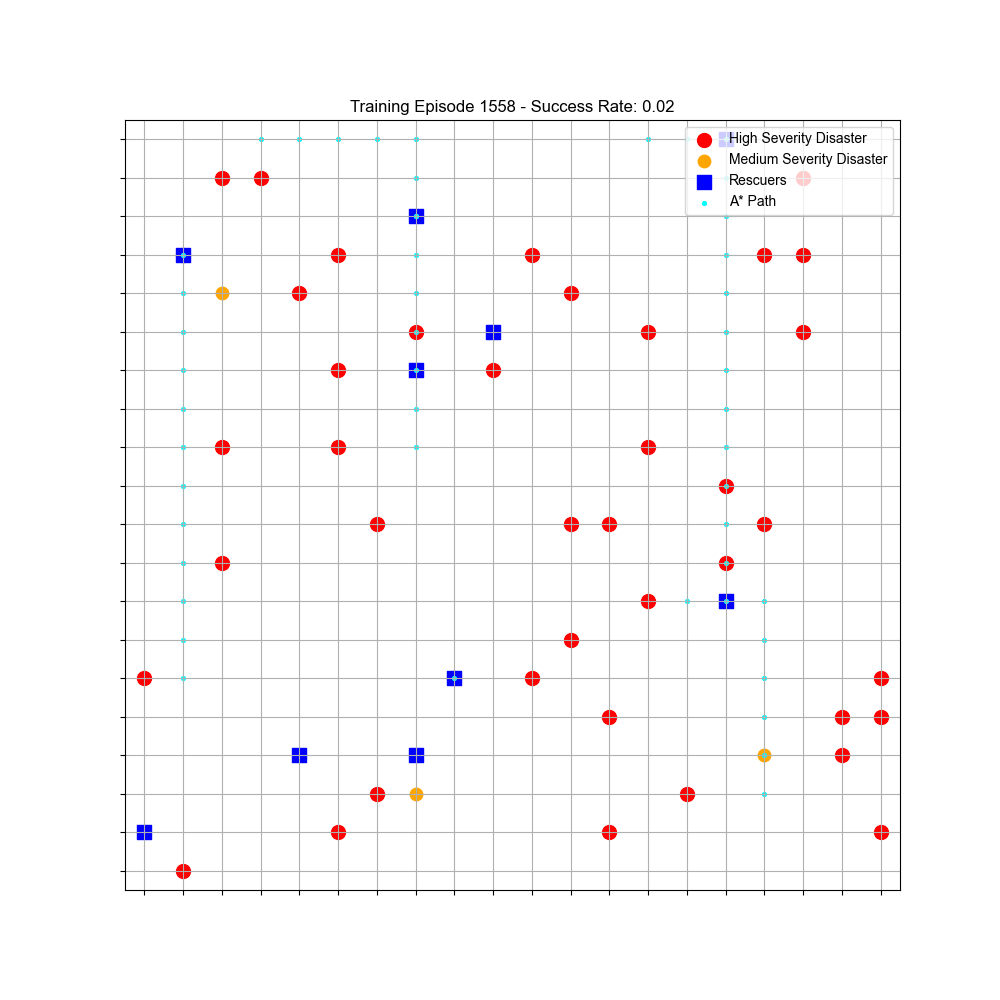 Training Episode 1558 - Success Rate: 0.02
High Severity Disaster
Medium Severity Disaster
Rescuers
A* Path